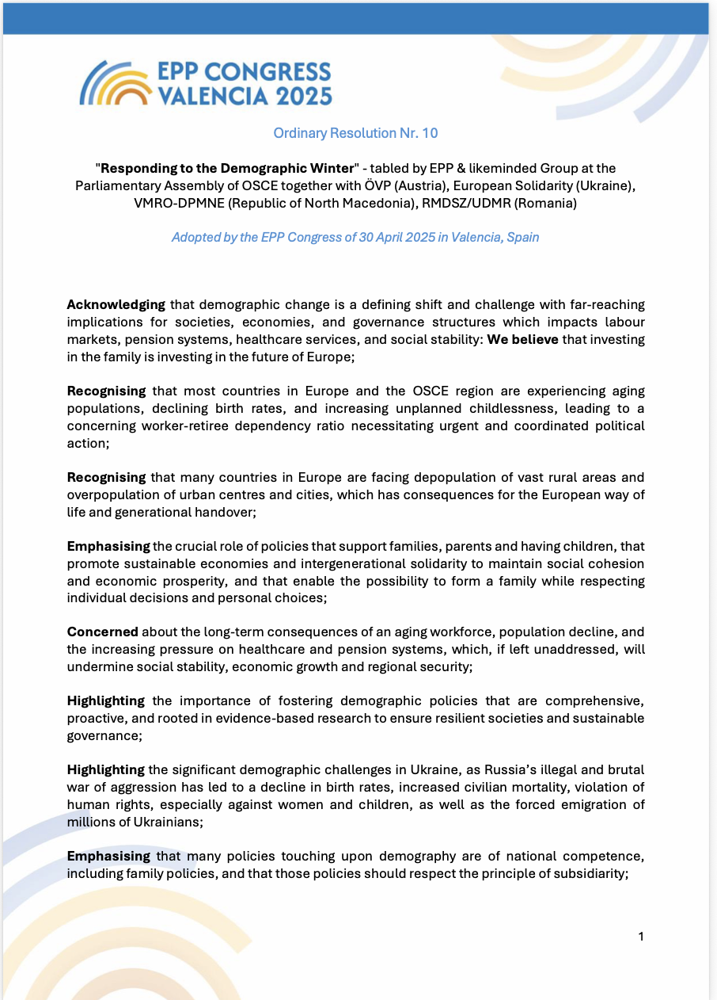 EPP CONGRESS
VALENCIA 2025
Ordinary Resolution Nr. 10
"Responding to the Demographic Winter" - tabled by EPP & likeminded Group at the
Parliamentary Assembly of OSCE together with ÖVP (Austria), European Solidarity (Ukraine),
VMRO-DPMNE (Republic of North Macedonia), RMDSZ/UDMR (Romania)
Adopted by the EPP Congress of 30 April 2025 in Valencia, Spain
Acknowledging that demographic change is a defining shift and challenge with far-reaching
implications for societies, economies, and governance structures which impacts labour
markets, pension systems, healthcare services, and social stability: We believe that investing
in the family is investing in the future of Europe;
Recognising that most countries in Europe and the OSCE region are experiencing aging
populations, declining birth rates, and increasing unplanned childlessness, leading to a
concerning worker-retiree dependency ratio necessitating urgent and coordinated political
action;
Recognising that many countries in Europe are facing depopulation of vast rural areas and
overpopulation of urban centres and cities, which has consequences for the European way of
life and generational handover;
Emphasising the crucial role of policies that support families, parents and having children, that
promote sustainable economies and intergenerational solidarity to maintain social cohesion
and economic prosperity, and that enable the possibility to form a family while respecting
individual decisions and personal choices;
Concerned about the long-term consequences of an aging workforce, population decline, and
the increasing pressure on healthcare and pension systems, which, if left unaddressed, will
undermine social stability, economic growth and regional security;
Highlighting the importance of fostering demographic policies that are comprehensive,
proactive, and rooted in evidence-based research to ensure resilient societies and sustainable
governance;
Highlighting the significant demographic challenges in Ukraine, as Russia’s illegal and brutal
war of aggression has led to a decline in birth rates, increased civilian mortality, violation of
human rights, especially against women and children, as well as the forced emigration of
millions of Ukrainians;
Emphasising that many policies touching upon demography are of national competence,
including family policies, and that those policies should respect the principle of subsidiarity;
1